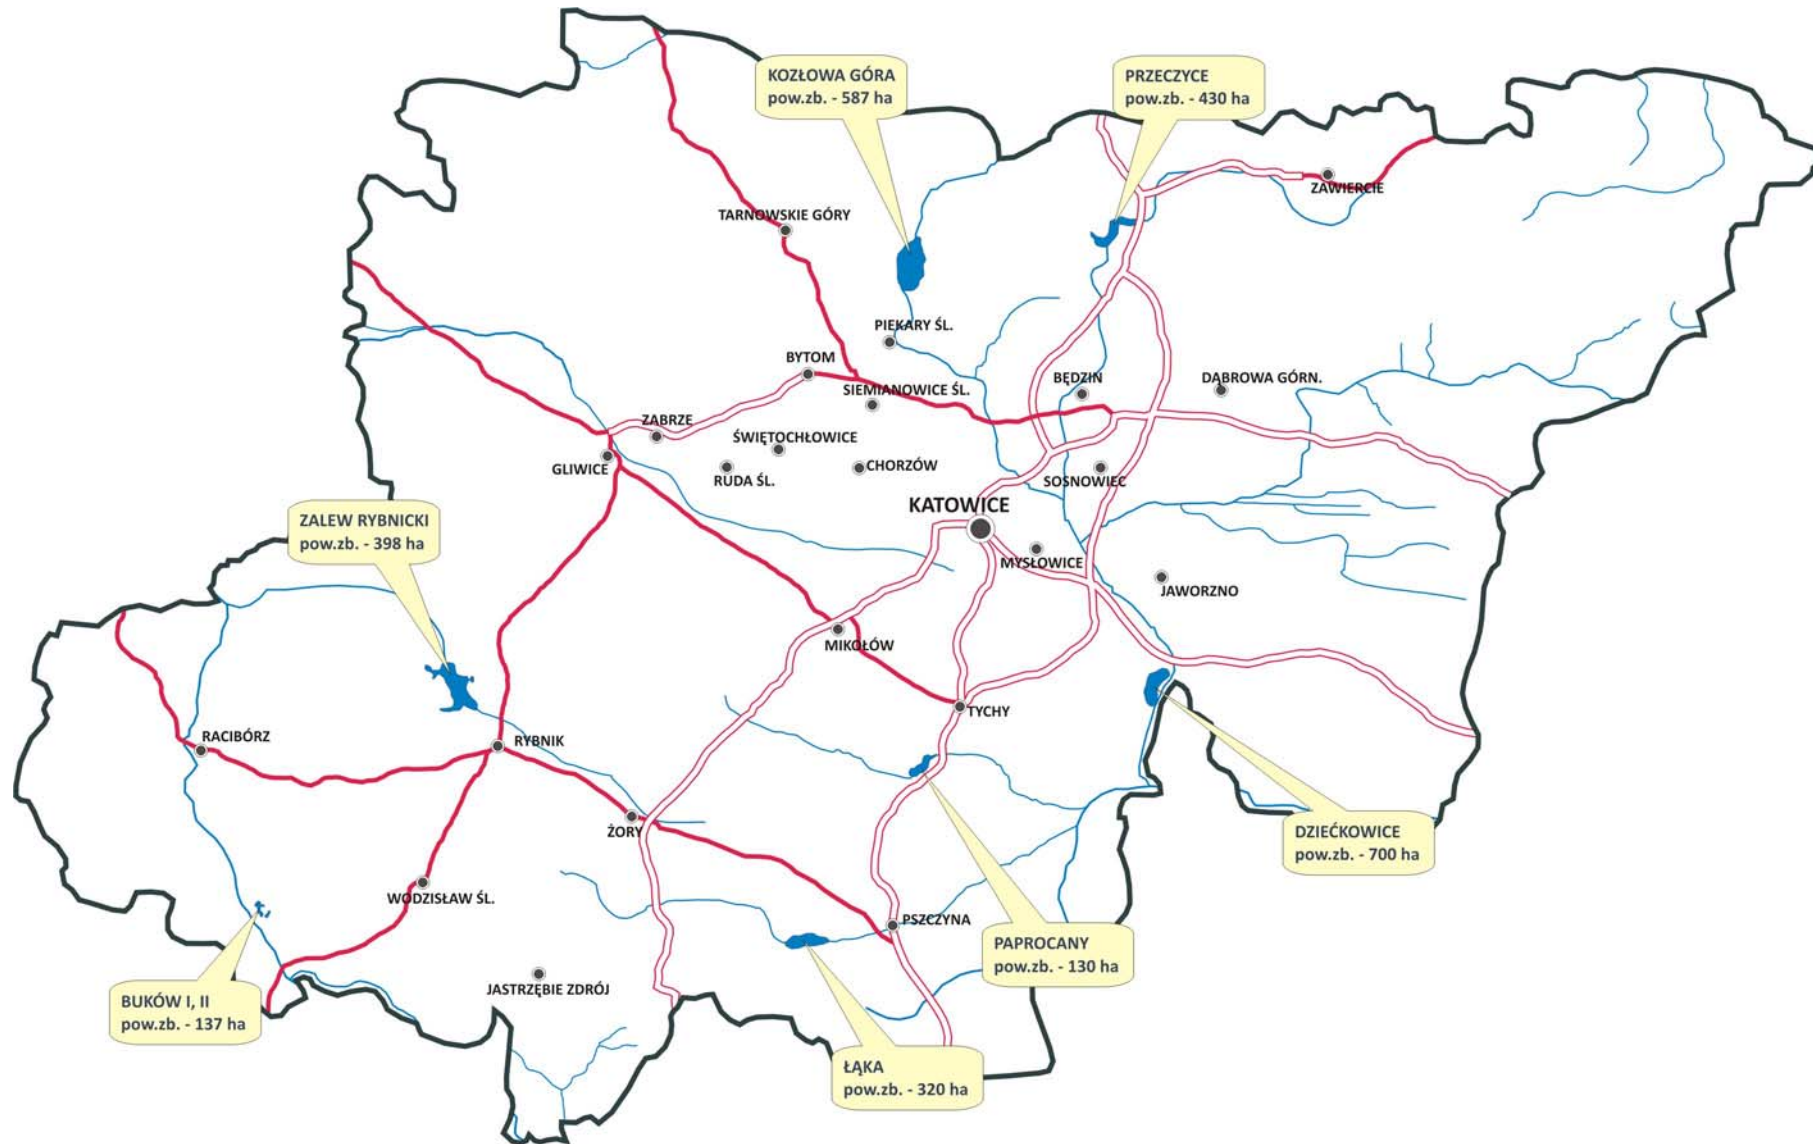 KOZŁOWA GÓRA
pow.zb. - 587 ha
PRZECZYCE
pow.zb. - 430 ha
ZAWIERCIE
TARNOWSKIE GÓRY
PIEKARY ŚL.
BYTOM
SIEMIANOWICE ŚL.
BĘDZIN
DĄBROWA GÓRN.
ZABRZE
ŚWIĘTOCHŁOWICE
GLIWICE
RUDA ŚL.
CHORZÓW
SOSNOWIEC
KATOWICE
ZALEW RYBNICKI
pow.zb. - 398 ha
MYSŁOWICE
JAWORZNO
MIKOŁÓW
TYCHY
RACIBÓRZ
RYBNIK
ŻORY
DZIEĆKOWICE
pow.zb. - 700 ha
WODZISŁAW ŚL.
PSZCZYNA
PAPROCANY
pow.zb. - 130 ha
JASTRZĘBIE ZDRÓJ
BUKÓW I, II
pow.zb. - 137 ha
ŁĄKA
pow.zb. - 320 ha